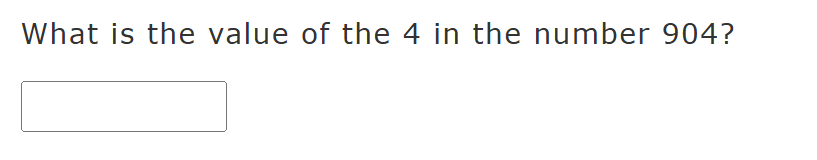 What is the value of the 4 in the number 904?